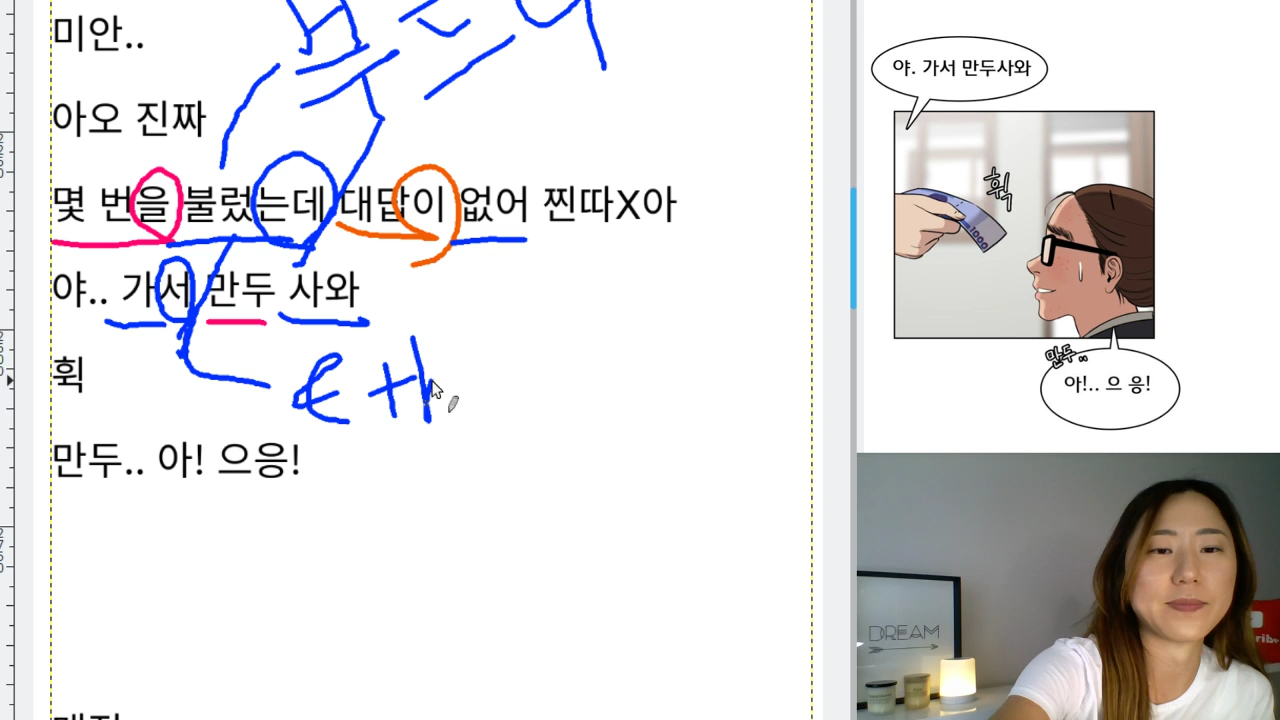 미안..
아오 진짜
몇 번을 불렀는데 대답이 없어 찐따X아
야.. 가서 만두 사와
휙
만두.. 아! 으응!
야. 가서 만두사와
휙
1000
만두..
아!.. 으 응!
DREAM